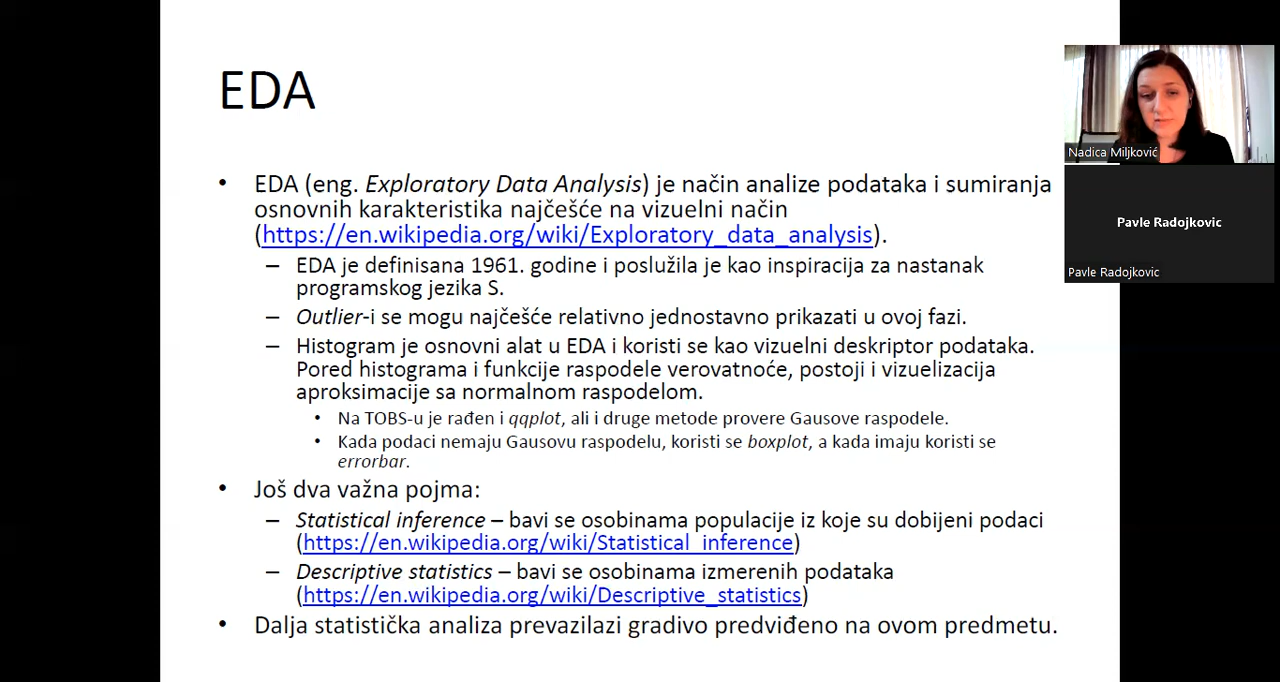 EDA
• EDA (eng. Exploratory Data Analysis) je način analize podataka i sumiranja
osnovnih karakteristika najčešće na vizuelni način
(https://en.wikipedia.org/wiki/Exploratory_data_analysis).
– EDA je definisana 1961. godine i poslužila je kao inspiracija za nastanak
programskog jezika S.
– Outlier-i se mogu najčešće relativno jednostavno prikazati u ovoj fazi.
– Histogram je osnovni alat u EDA i koristi se kao vizuelni deskriptor podataka.
Pored histograma i funkcije raspodele verovatnoće, postoji i vizuelizacija
aproksimacije sa normalnom raspodelom.
• Na TOBS-u je rađen i qqplot, ali i druge metode provere Gausove raspodele.
• Kada podaci nemaju Gausovu raspodelu, koristi se boxplot, a kada imaju koristi se
errorbar.
• Još dva važna pojma:
– Statistical inference – bavi se osobinama populacije iz koje su dobijeni podaci
(https://en.wikipedia.org/wiki/Statistical_inference)
– Descriptive statistics – bavi se osobinama izmerenih podataka
(https://en.wikipedia.org/wiki/Descriptive_statistics)
• Dalja statistička analiza prevazilazi gradivo predviđeno na ovom predmetu.
Nadica Miljković
Pavle Radojkovic
Pavle Radojkovic